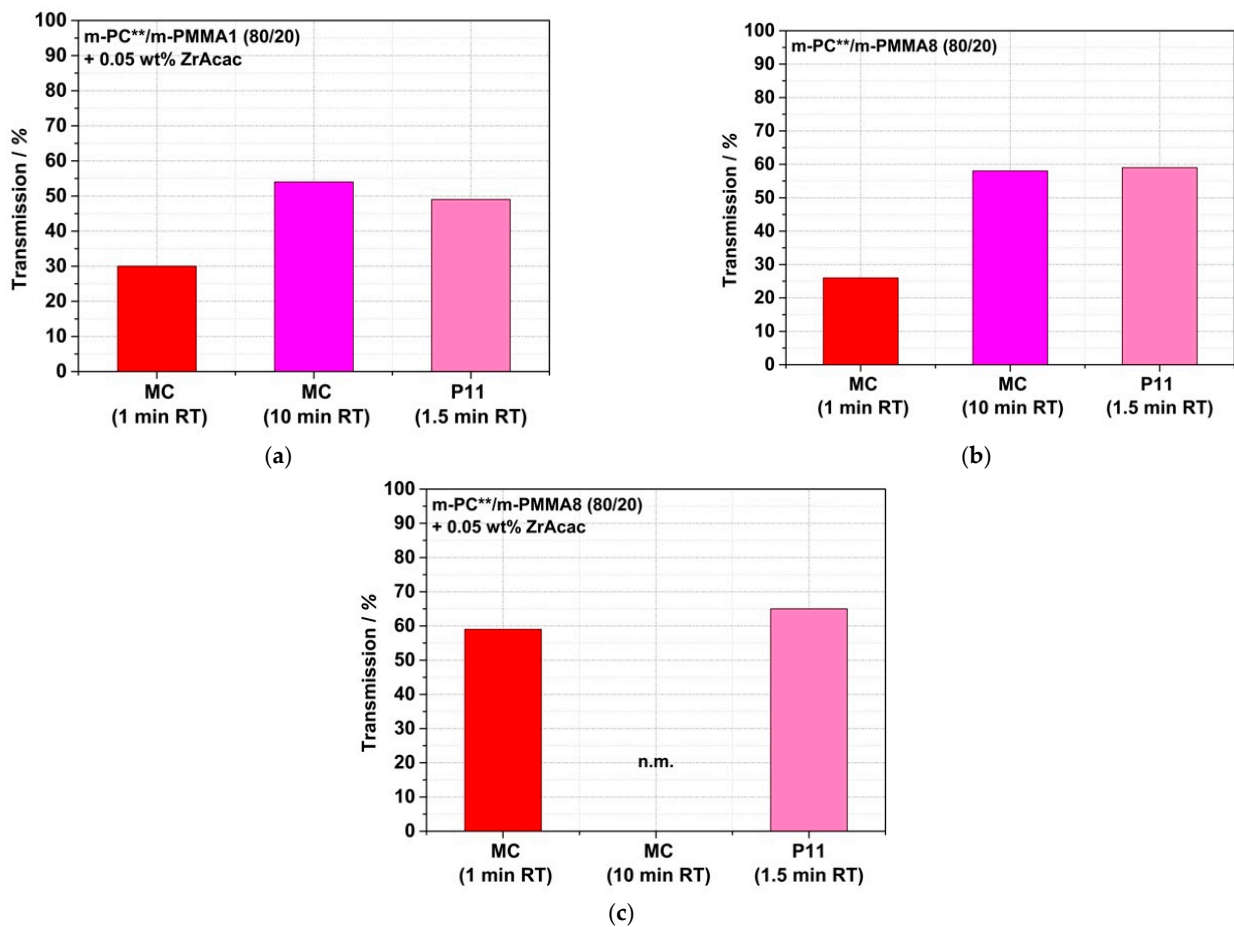 m-PC**/m-PMMA1 (80/20)
+ 0.05 wt% ZrAcac
Transmission / %
100
90
80
70
60
50
40
30
20
10
0
MC
(1 min RT)
MC
(10 min RT)
P11
(1.5 min RT)
(a)
m-PC**/m-PMMA8 (80/20)
Transmission / %
100
90
80
70
60
50
40
30
20
10
0
MC
(1 min RT)
MC
(10 min RT)
P11
(1.5 min RT)
(b)
m-PC**/m-PMMA8 (80/20)
+ 0.05 wt% ZrAcac
Transmission / %
100
90
80
70
60
50
40
30
20
10
0
n.m.
MC
(1 min RT)
MC
(10 min RT)
P11
(1.5 min RT)
(c)